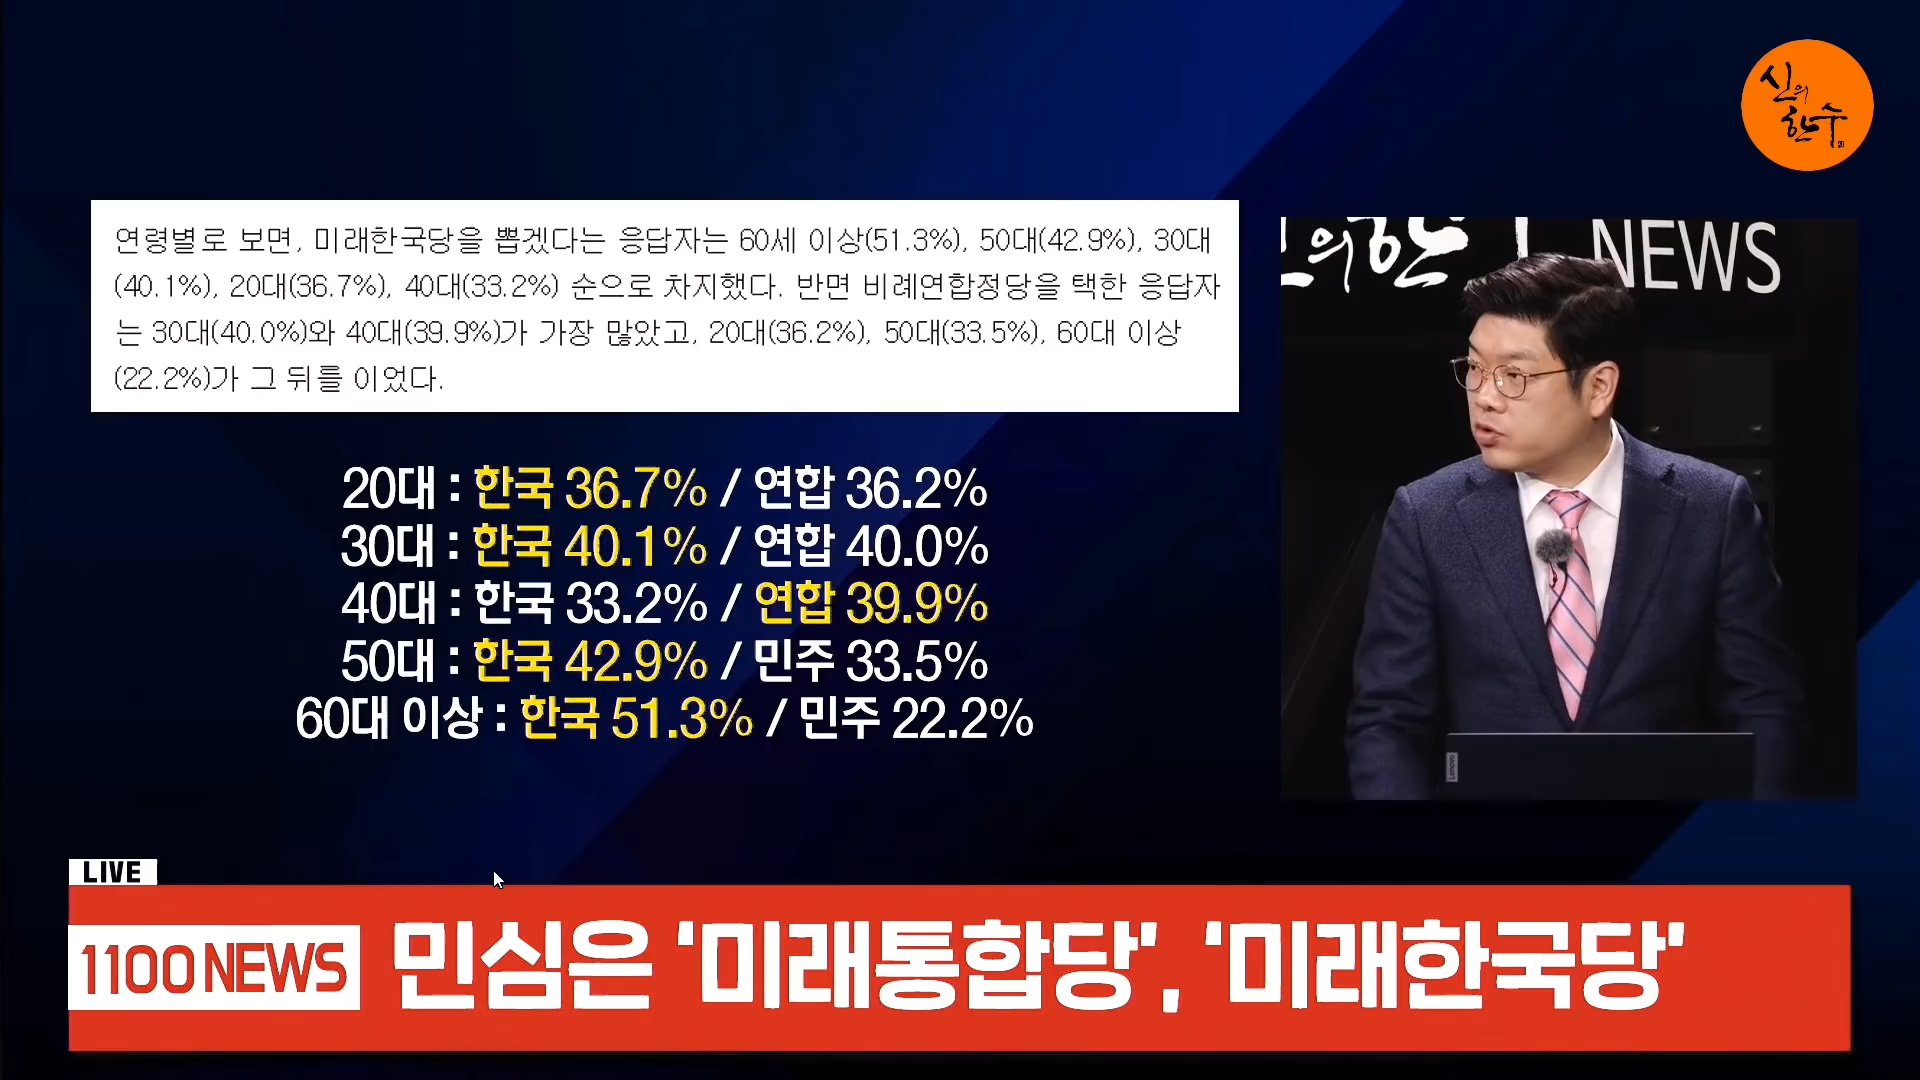 신의
한수
연령별로 보면, 미래한국당을 뽑겠다는 응답자는 60세 이상(51.3%), 50대(42.9%), 30대
(40.1%), 20대(36.7%), 40대(33.2%) 순으로 차지했다. 반면 비례연합정당을 택한 응답자
는 30대(40.0%)와 40대(39.9%)가 가장 많았고, 20대(36.2%), 50대(33.5%), 60대 이상
(22.2%)가 그 뒤를 이었다.
의한
NEWS
20대 : 한국 36.7% / 연합 36.2%
30대 : 한국 40.1% / 연합 40.0%
40대 : 한국 33.2% / 연합 39.9%
50대 : 한국 42.9% / 민주 33.5%
60대 이상 : 한국 51.3% / 민주 22.2%
LIVE
1100 NEWS
민심은 ‘미래통합당’, ‘미래한국당’